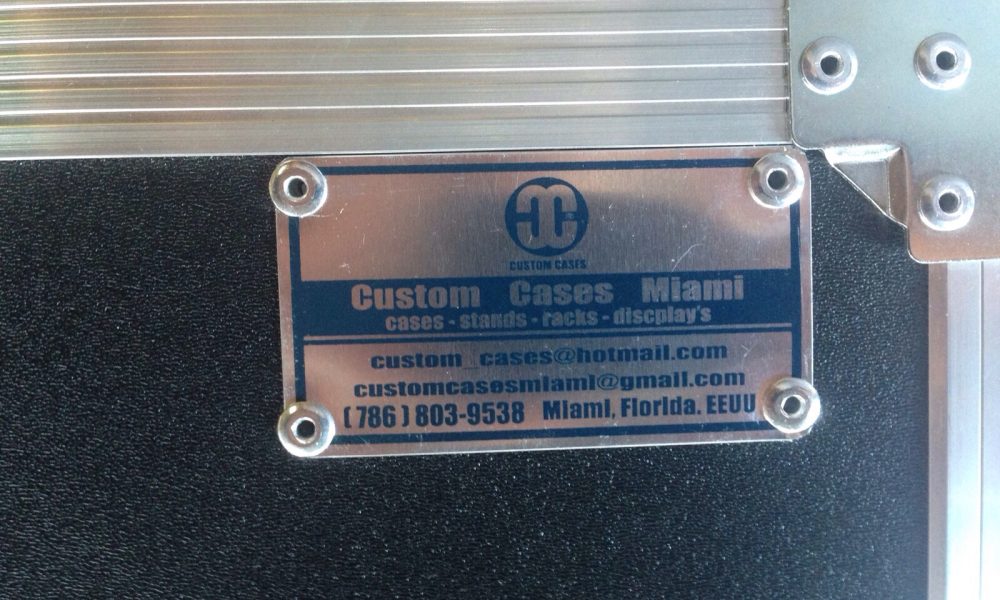 CUSTOM CASES
Custom Cases Miami
cases - stands - racks - discplay's
custom_cases@hotmail.com
customcasesmiami@gmail.com
(786)803-9538 Miami, Florida. EEUU